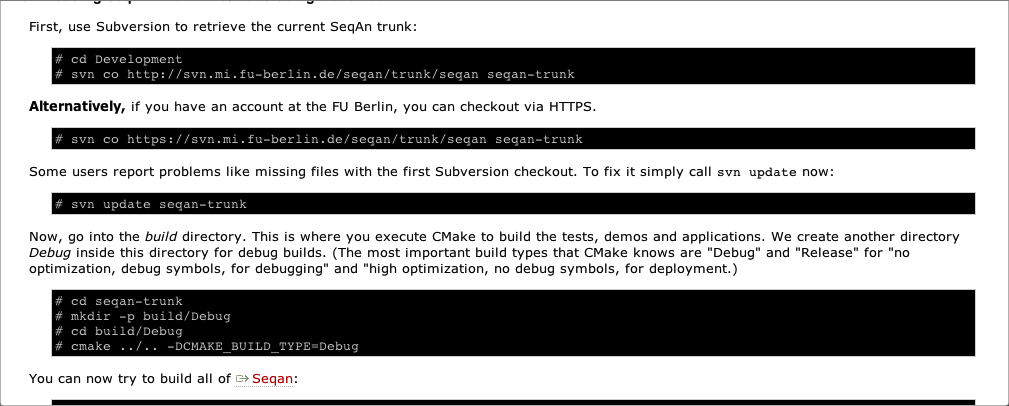 First, use Subversion to retrieve the current SeqAn trunk:
# cd Development
# svn co http://svn.mi.fu-berlin.de/seqan/trunk/seqan seqan-trunk
Alternatively, if you have an account at the FU Berlin, you can checkout via HTTPS.
# svn co https://svn.mi.fu-berlin.de/seqan/trunk/seqan seqan-trunk
Some users report problems like missing files with the first Subversion checkout. To fix it simply call svn update now:
# svn update seqan-trunk
Now, go into the build directory. This is where you execute CMake to build the tests, demos and applications. We create another directory
Debug inside this directory for debug builds. (The most important build types that CMake knows are "Debug" and "Release" for "no
optimization, debug symbols, for debugging" and "high optimization, no debug symbols, for deployment.)
# cd seqan-trunk
# mkdir -p build/Debug
# cd build/Debug
# cmake ../.. -DCMAKE_BUILD_TYPE=Debug
You can now try to build all of Seqan: